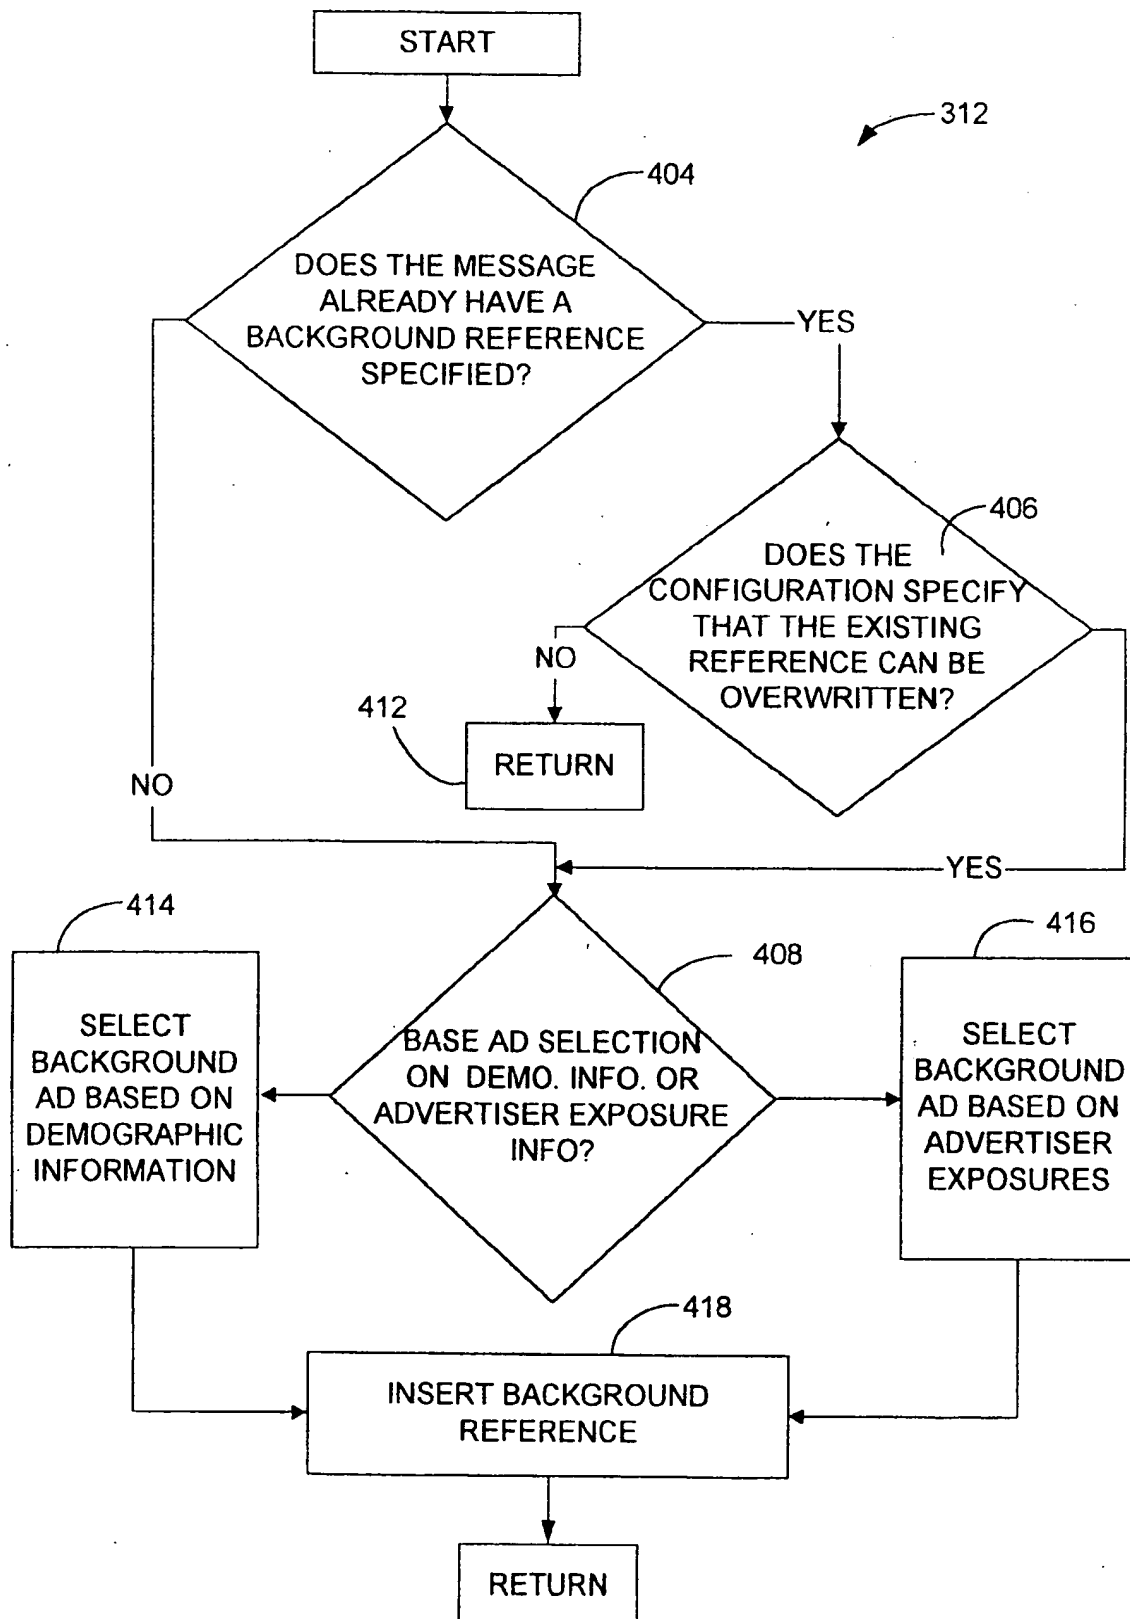 START
312
404
DOES THE MESSAGE
ALREADY HAVE A
BACKGROUND REFERENCE
SPECIFIED?
YES
406
DOES THE
CONFIGURATION SPECIFY
THAT THE EXISTING
REFERENCE CAN BE
OVERWRITTEN?
NO
412
RETURN
NO
YES
414
408
416
SELECT
BACKGROUND
AD BASED ON
DEMOGRAPHIC
INFORMATION
BASE AD SELECTION
ON DEMO. INFO. OR
ADVERTISER EXPOSURE
INFO?
SELECT
BACKGROUND
AD BASED ON
ADVERTISER
EXPOSURES
418
INSERT BACKGROUND
REFERENCE
RETURN